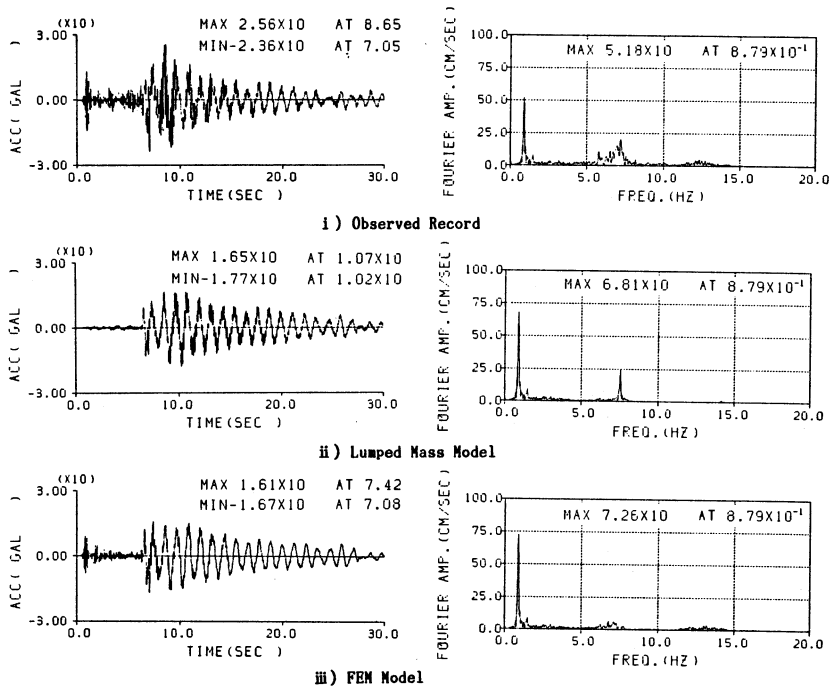 (X10)
MAX 2.56X10 AT 8.65
MIN-2.36X10 AT 7.05
3.00
0.00
-3.00
ACC( GAL )
0.0 10.0 20.0 30.0
TIME(SEC )
MAX 5.18X10 AT 8.79X10⁻¹
100.0
75.0
50.0
25.0
0.0
FOURIER AMP.(CM/SEC)
0.0 5.0 10.0 15.0 20.0
FREQ.(HZ)
i) Observed Record
(X10)
MAX 1.65X10 AT 1.07X10
MIN-1.77X10 AT 1.02X10
3.00
0.00
-3.00
ACC( GAL )
0.0 10.0 20.0 30.0
TIME(SEC )
MAX 6.81X10 AT 8.79X10⁻¹
100.0
75.0
50.0
25.0
0.0
FOURIER AMP.(CM/SEC)
0.0 5.0 10.0 15.0 20.0
FREQ.(HZ)
ii) Lumped Mass Model
(X10)
MAX 1.61X10 AT 7.42
MIN-1.67X10 AT 7.08
3.00
0.00
-3.00
ACC( GAL )
0.0 10.0 20.0 30.0
TIME(SEC )
MAX 7.26X10 AT 8.79X10⁻¹
100.0
75.0
50.0
25.0
0.0
FOURIER AMP.(CM/SEC)
0.0 5.0 10.0 15.0 20.0
FREQ.(HZ)
iii) FEM Model